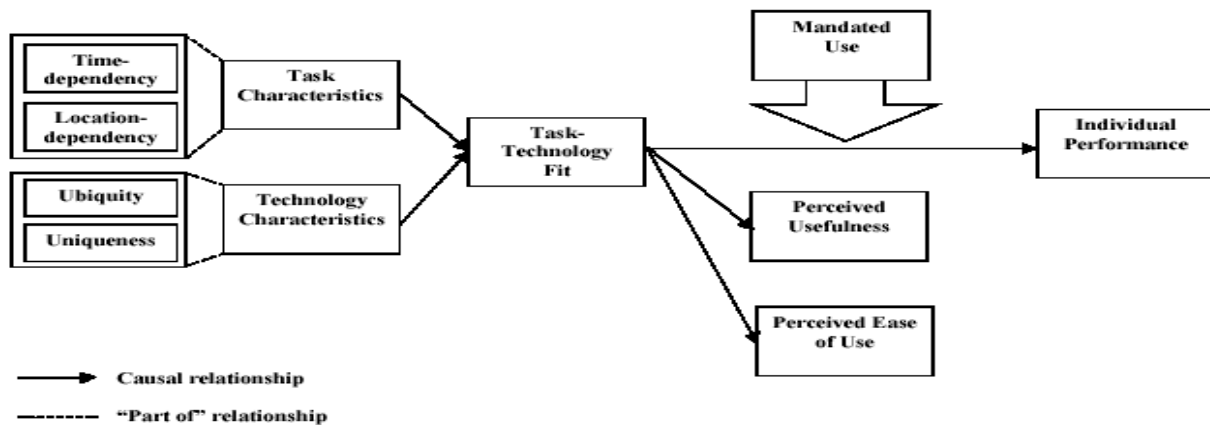 Time-
dependency
Location-
dependency
Task
Characteristics
Ubiquity
Uniqueness
Technology
Characteristics
Task-
Technology
Fit
Mandated
Use
Individual
Performance
Perceived
Usefulness
Perceived Ease
of Use
Causal relationship
“Part of” relationship